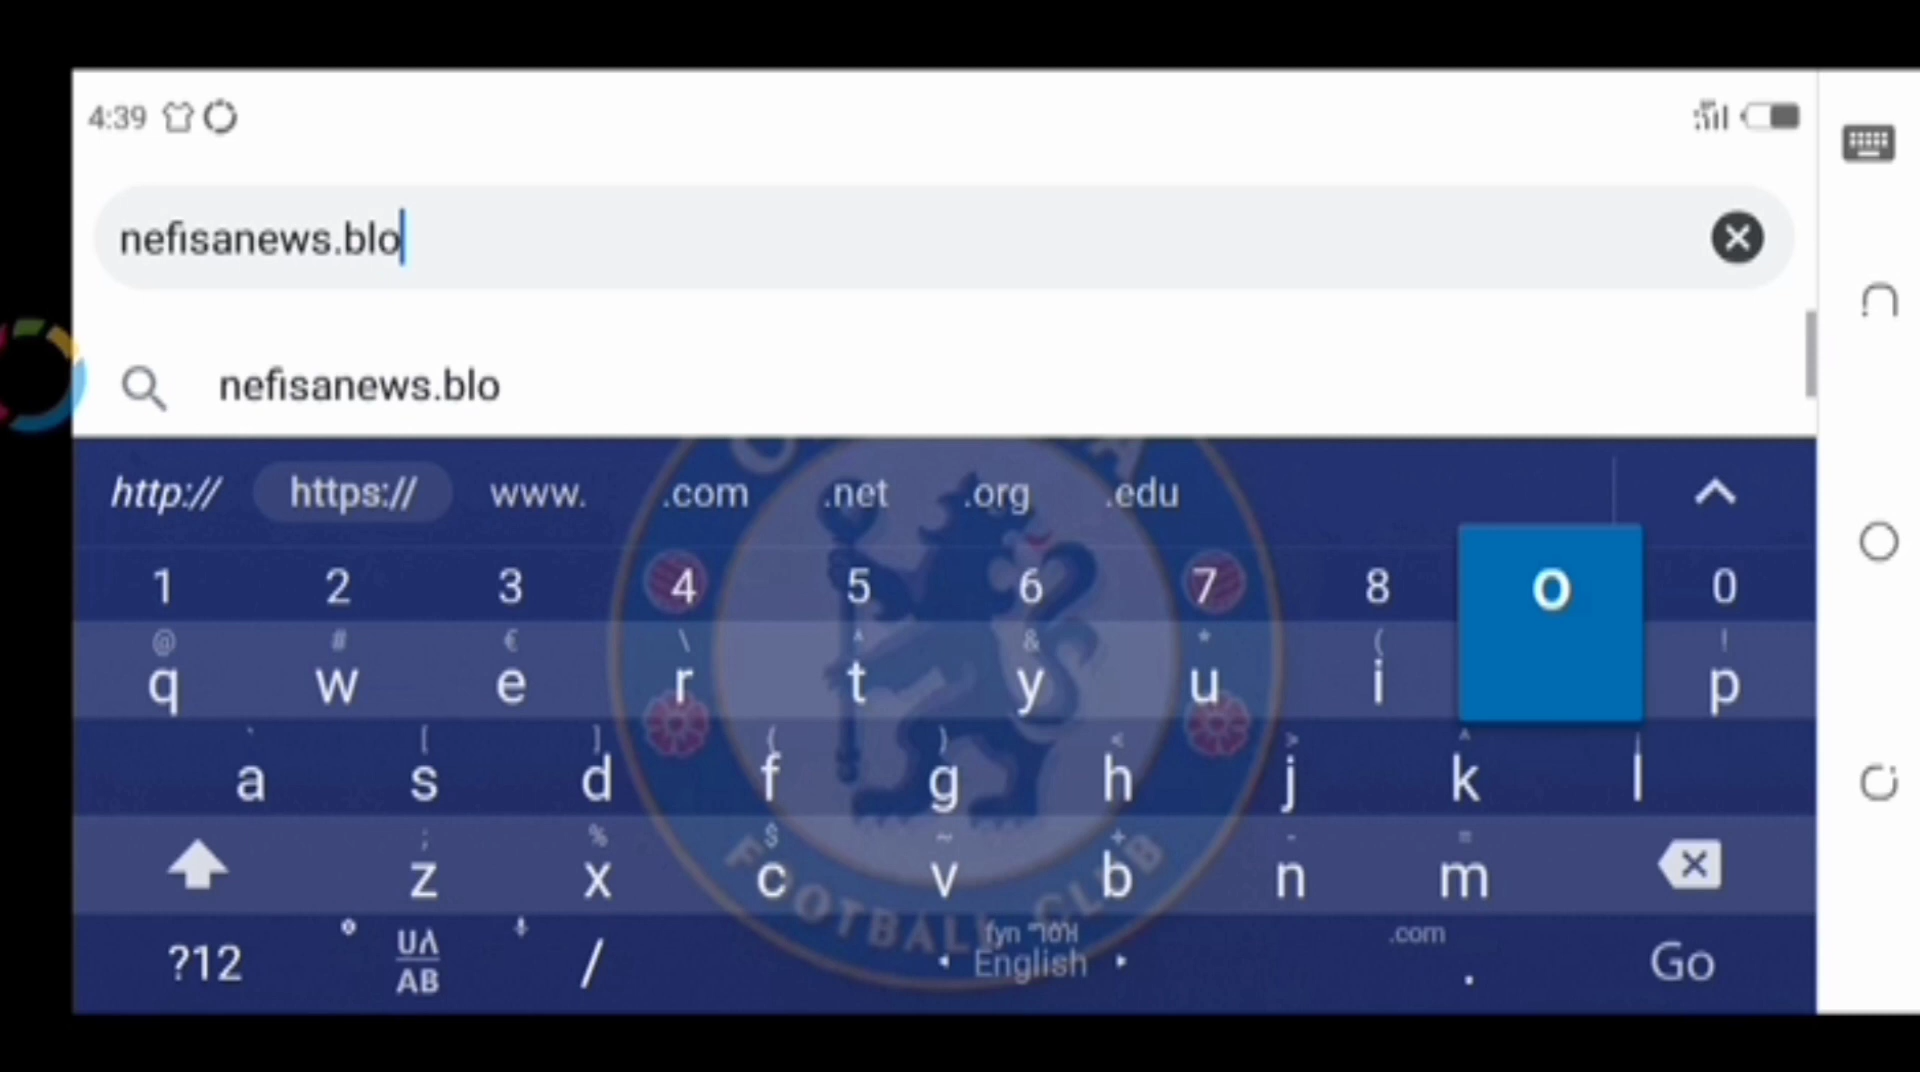 4:39
nefisanews.blo
nefisanews.blo
http:// https:// www. .com .net .org .edu
1 2 3 4 5 6 7 8 0
@ # € \ ^ & * ( !
q w e r t y u i o p
` [ ] { } < > ^ |
a s d f g h j k l
; % $ ~ + - =
z x c v b n m
?12 / English .com . Go
AB
FOOTBALL CLUB